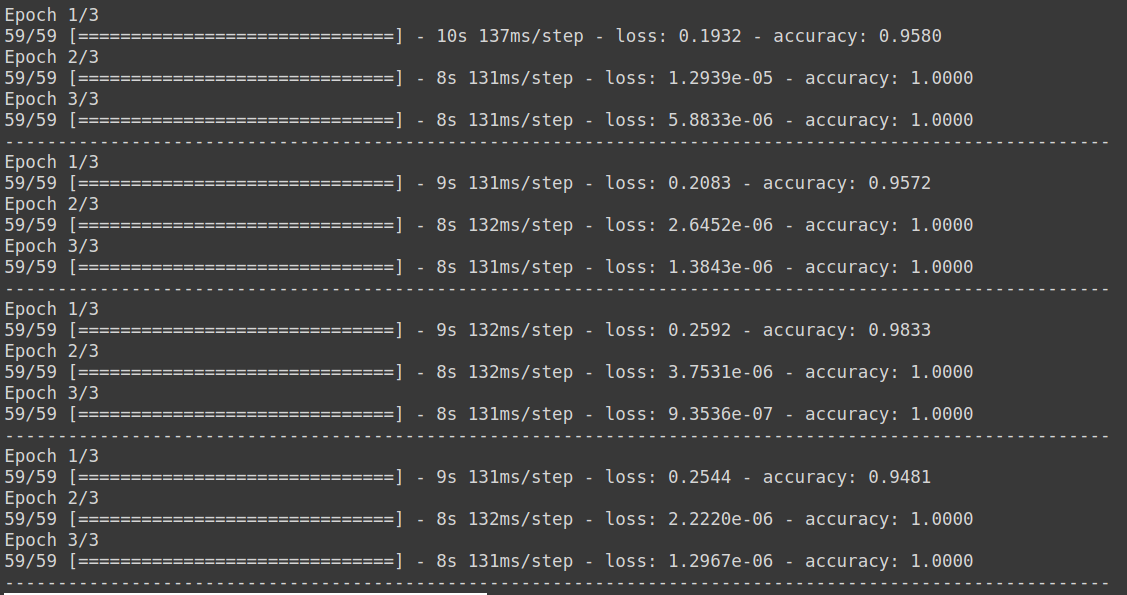 Epoch 1/3
59/59 [==============================] - 10s 137ms/step - loss: 0.1932 - accuracy: 0.9580
Epoch 2/3
59/59 [==============================] - 8s 131ms/step - loss: 1.2939e-05 - accuracy: 1.0000
Epoch 3/3
59/59 [==============================] - 8s 131ms/step - loss: 5.8833e-06 - accuracy: 1.0000
---------------------------------------------------------------------------------------------------------
Epoch 1/3
59/59 [==============================] - 9s 131ms/step - loss: 0.2083 - accuracy: 0.9572
Epoch 2/3
59/59 [==============================] - 8s 132ms/step - loss: 2.6452e-06 - accuracy: 1.0000
Epoch 3/3
59/59 [==============================] - 8s 131ms/step - loss: 1.3843e-06 - accuracy: 1.0000
---------------------------------------------------------------------------------------------------------
Epoch 1/3
59/59 [==============================] - 9s 132ms/step - loss: 0.2592 - accuracy: 0.9833
Epoch 2/3
59/59 [==============================] - 8s 132ms/step - loss: 3.7531e-06 - accuracy: 1.0000
Epoch 3/3
59/59 [==============================] - 8s 131ms/step - loss: 9.3536e-07 - accuracy: 1.0000
---------------------------------------------------------------------------------------------------------
Epoch 1/3
59/59 [==============================] - 9s 131ms/step - loss: 0.2544 - accuracy: 0.9481
Epoch 2/3
59/59 [==============================] - 8s 132ms/step - loss: 2.2220e-06 - accuracy: 1.0000
Epoch 3/3
59/59 [==============================] - 8s 131ms/step - loss: 1.2967e-06 - accuracy: 1.0000
---------------------------------------------------------------------------------------------------------